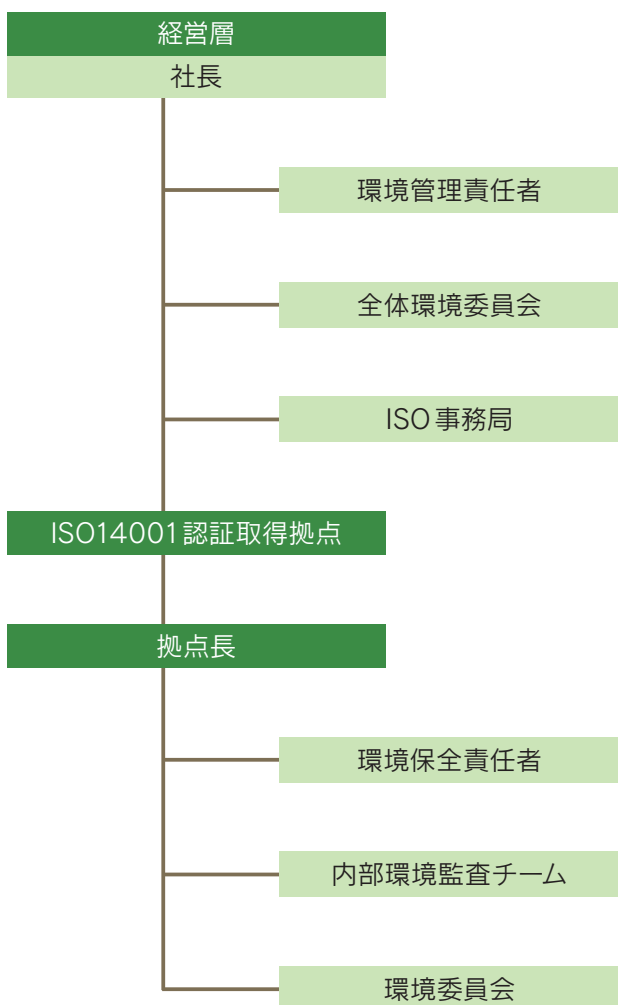 経営層
社長
環境管理責任者
全体環境委員会
ISO事務局
ISO14001認証取得拠点
拠点長
環境保全責任者
内部環境監査チーム
環境委員会